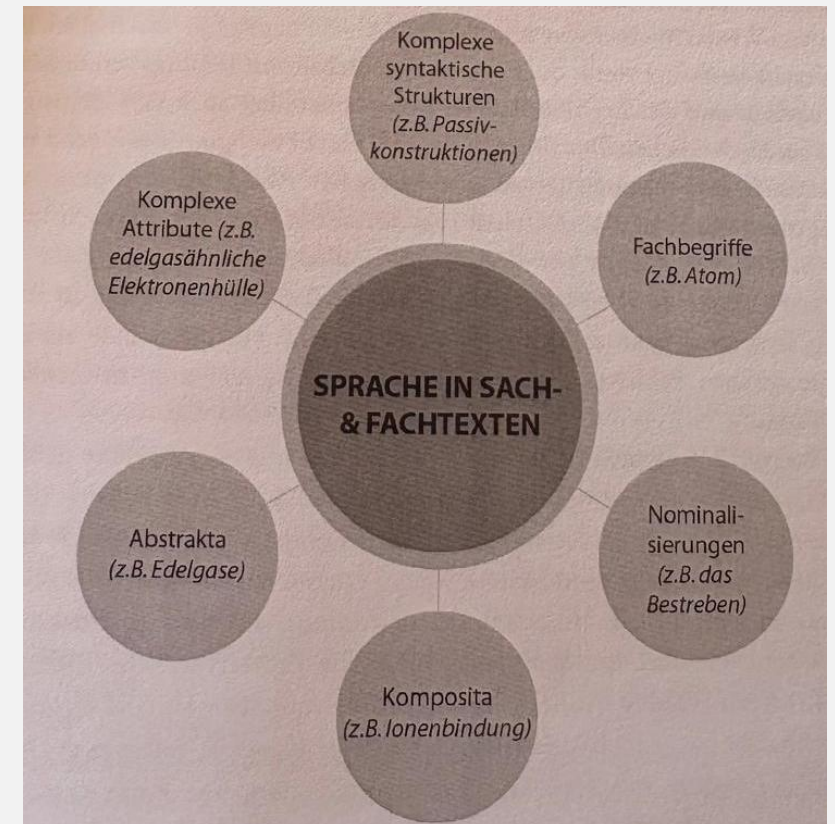 Komplexe
syntaktische
Strukturen
(z.B. Passiv-
konstruktionen)
Komplexe
Attribute (z.B.
edelgasähnliche
Elektronenhülle)
Fachbegriffe
(z.B. Atom)
SPRACHE IN SACH-
& FACHTEXTEN
Abstrakta
(z.B. Edelgase)
Nominali-
sierungen
(z.B. das
Bestreben)
Komposita
(z.B. Ionenbindung)